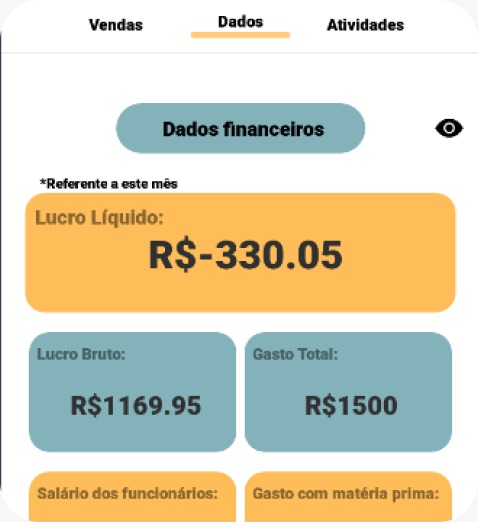 Vendas
Dados
Atividades
Dados financeiros
*Referente a este mês
Lucro Líquido:
R$-330.05
Lucro Bruto:
Gasto Total:
R$1169.95
R$1500
Salário dos funcionários:
Gasto com matéria prima: